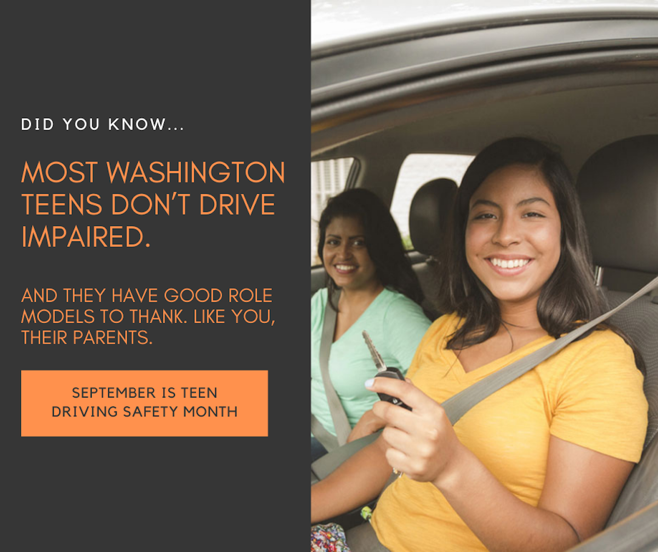 DID YOU KNOW...
MOST WASHINGTON
TEENS DON'T DRIVE
IMPAIRED.
AND THEY HAVE GOOD ROLE
MODELS TO THANK. LIKE YOU,
THEIR PARENTS.
SEPTEMBER IS TEEN
DRIVING SAFETY MONTH